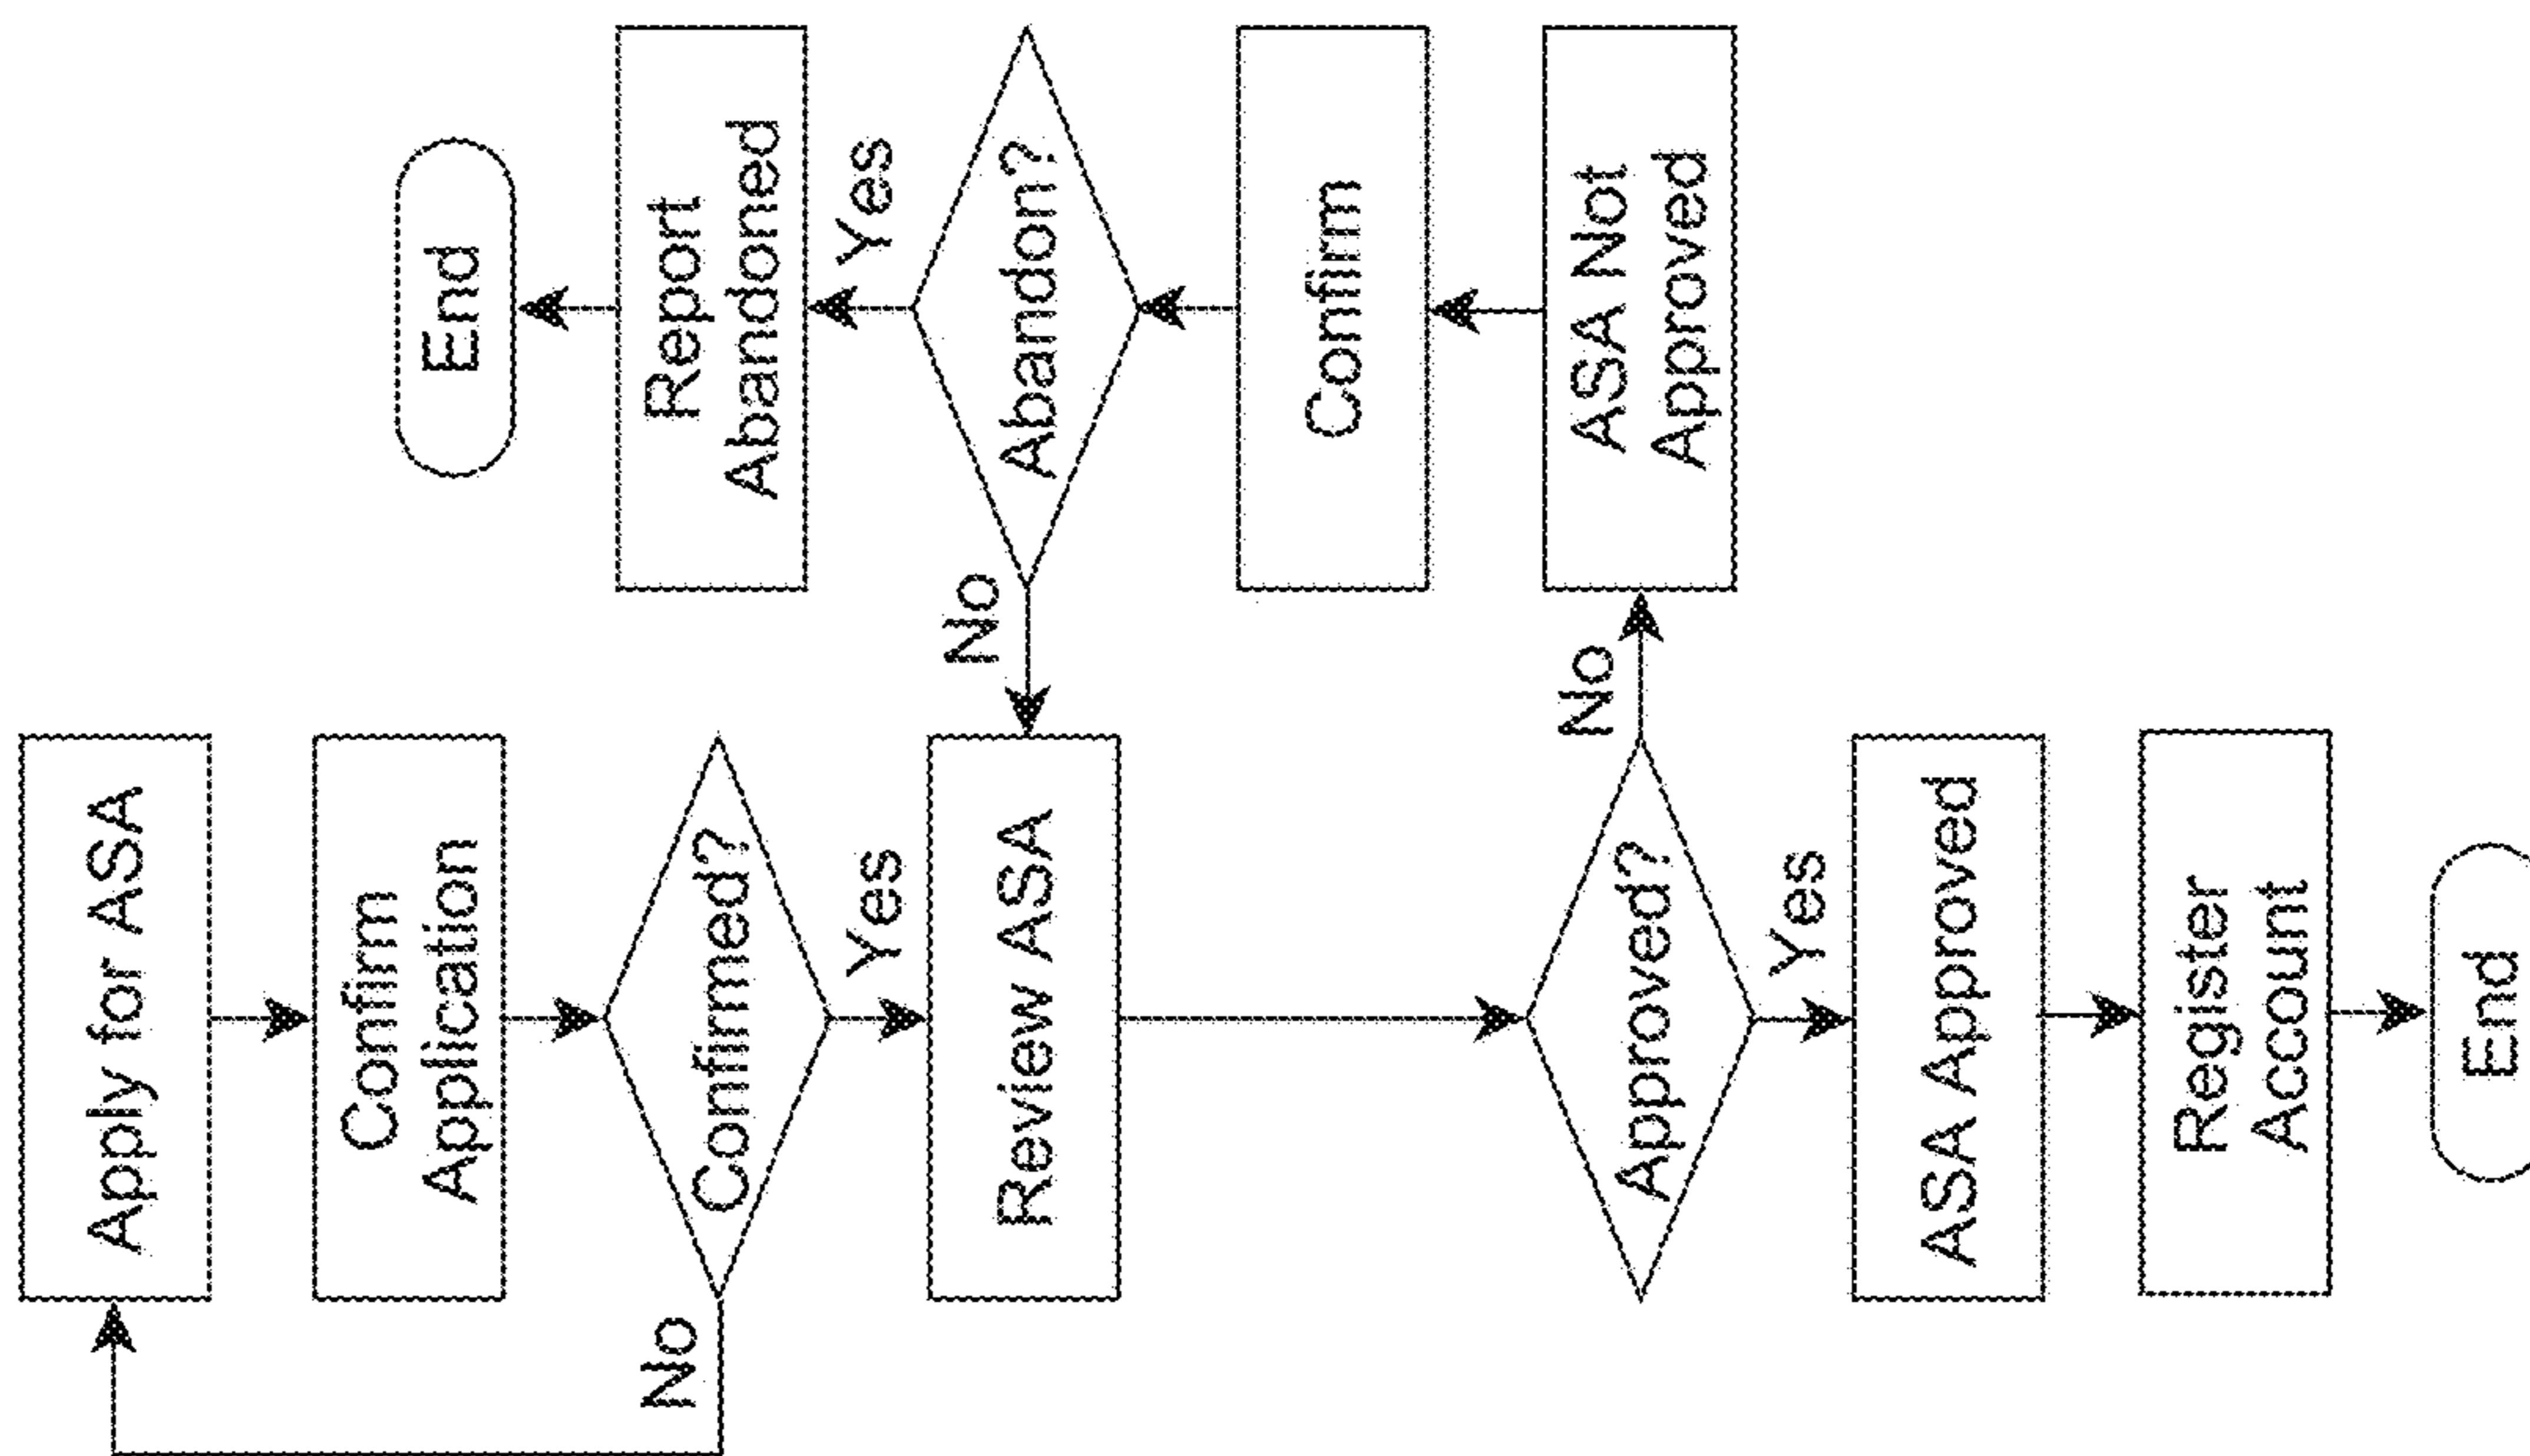 Apply for ASA
Confirm
Application
Confirmed?
No
Yes
Review ASA
Approved?
No
Yes
ASA Approved
Register
Account
End
ASA Not
Approved
Confirm
Abandon?
No
Yes
Report
Abandoned
End